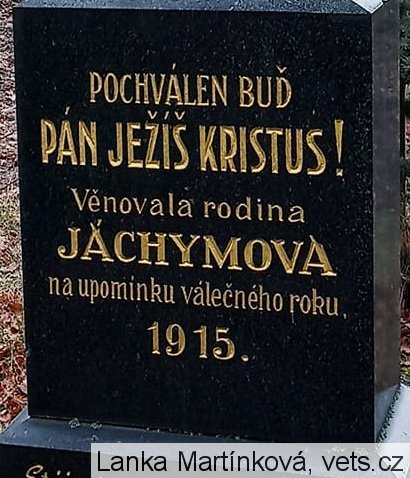 POCHVÁLEN BUĎ
PÁN JEŽÍŠ KRISTUS!
Věnovala rodina
JÁCHYMOVA
na upomínku válečného roku
1915.
Lanka Martínková, vets.cz